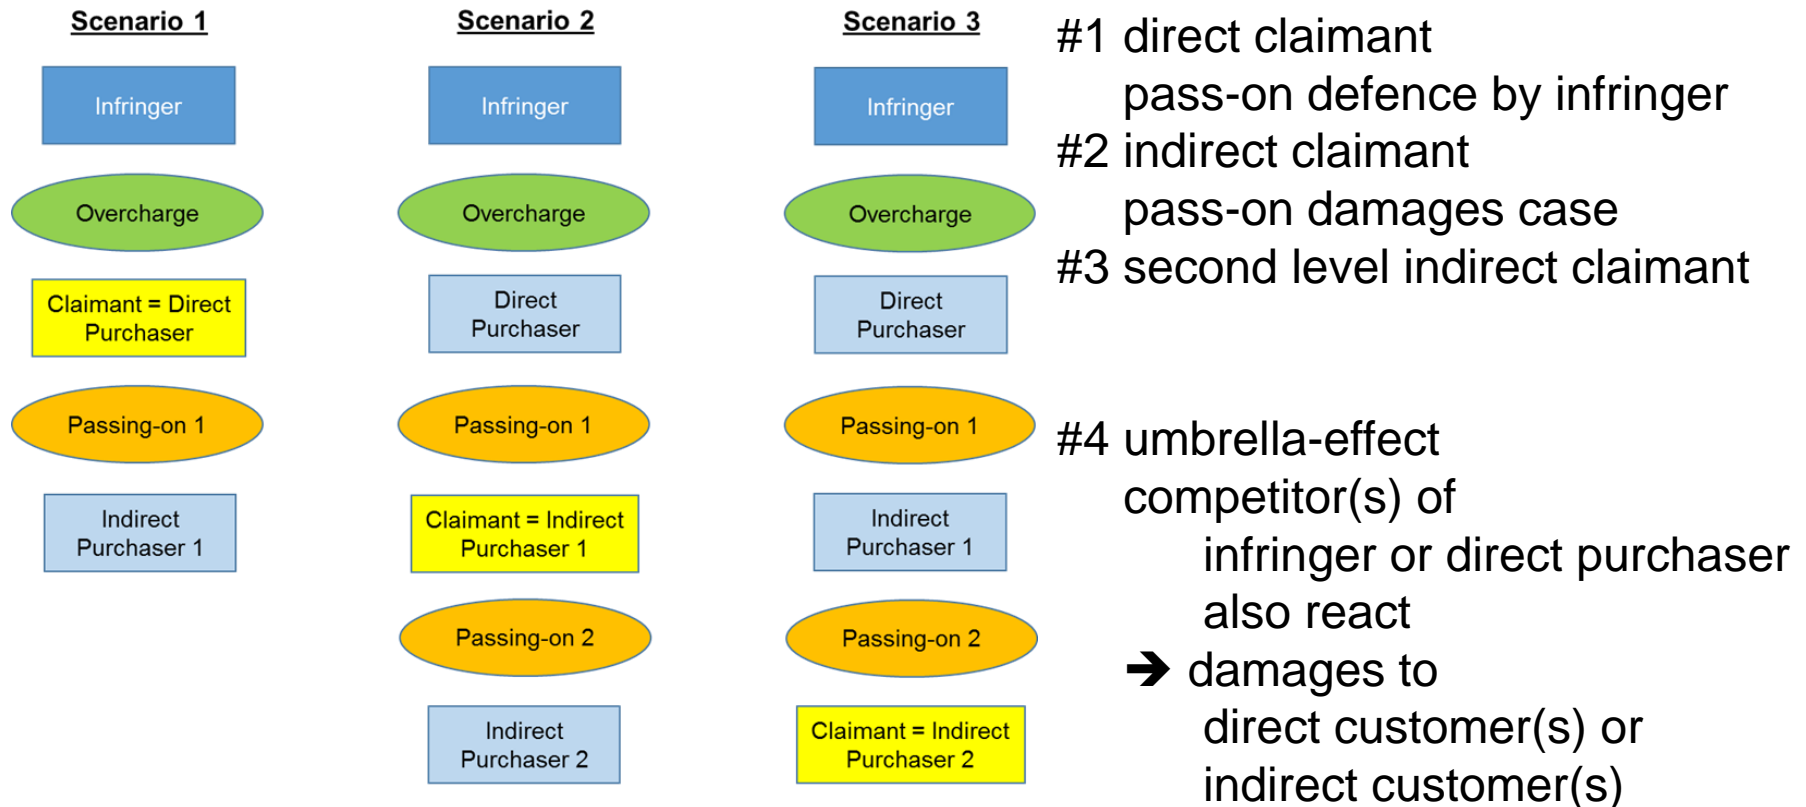 Scenario 1
Infringer
Overcharge
Claimant = Direct
Purchaser
Passing-on 1
Indirect
Purchaser 1
Scenario 2
Infringer
Overcharge
Direct
Purchaser
Passing-on 1
Claimant = Indirect
Purchaser 1
Passing-on 2
Indirect
Purchaser 2
Scenario 3
Infringer
Overcharge
Direct
Purchaser
Passing-on 1
Indirect
Purchaser 1
Passing-on 2
Claimant = Indirect
Purchaser 2
#1 direct claimant
pass-on defence by infringer
#2 indirect claimant
pass-on damages case
#3 second level indirect claimant
#4 umbrella-effect
competitor(s) of
infringer or direct purchaser
also react
➔ damages to
direct customer(s) or
indirect customer(s)